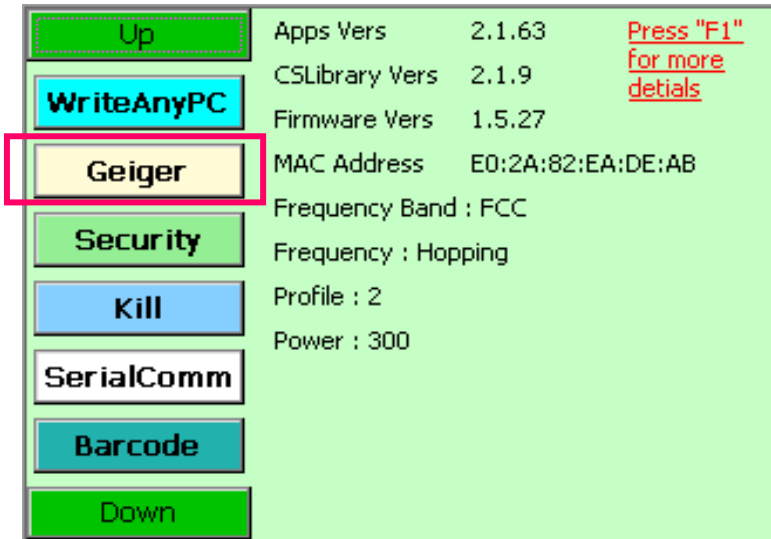 Up
WriteAnyPC
Geiger
Security
Kill
SerialComm
Barcode
Down
Apps Vers 2.1.63
CSLibrary Vers 2.1.9
Firmware Vers 1.5.27
MAC Address E0:2A:82:EA:DE:AB
Frequency Band : FCC
Frequency : Hopping
Profile : 2
Power : 300
Press "F1"
for more
detials